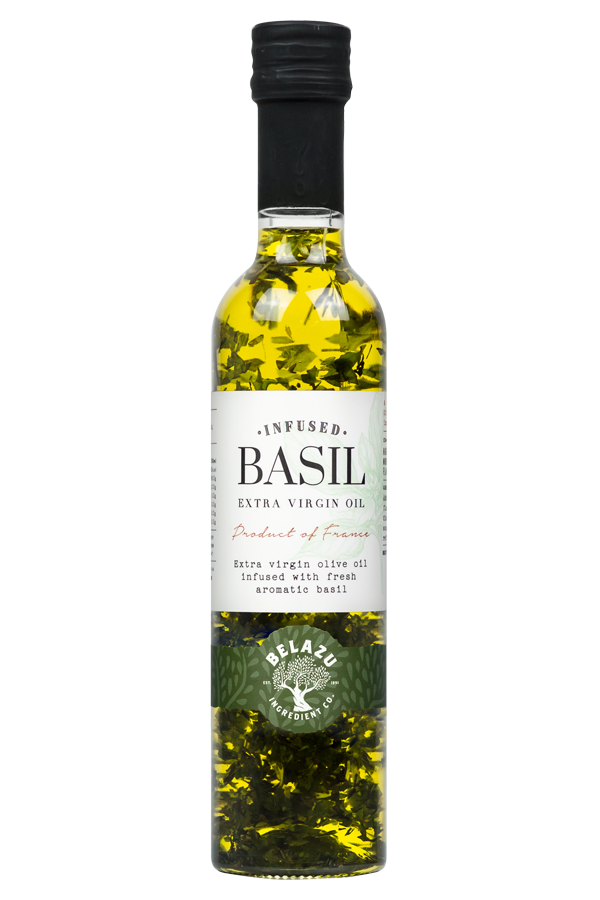 ·INFUSED·
BASIL
EXTRA VIRGIN OIL
Product of France
Extra virgin olive oil
infused with fresh
aromatic basil
BELAZU
EST. 1991
INGREDIENT CO.